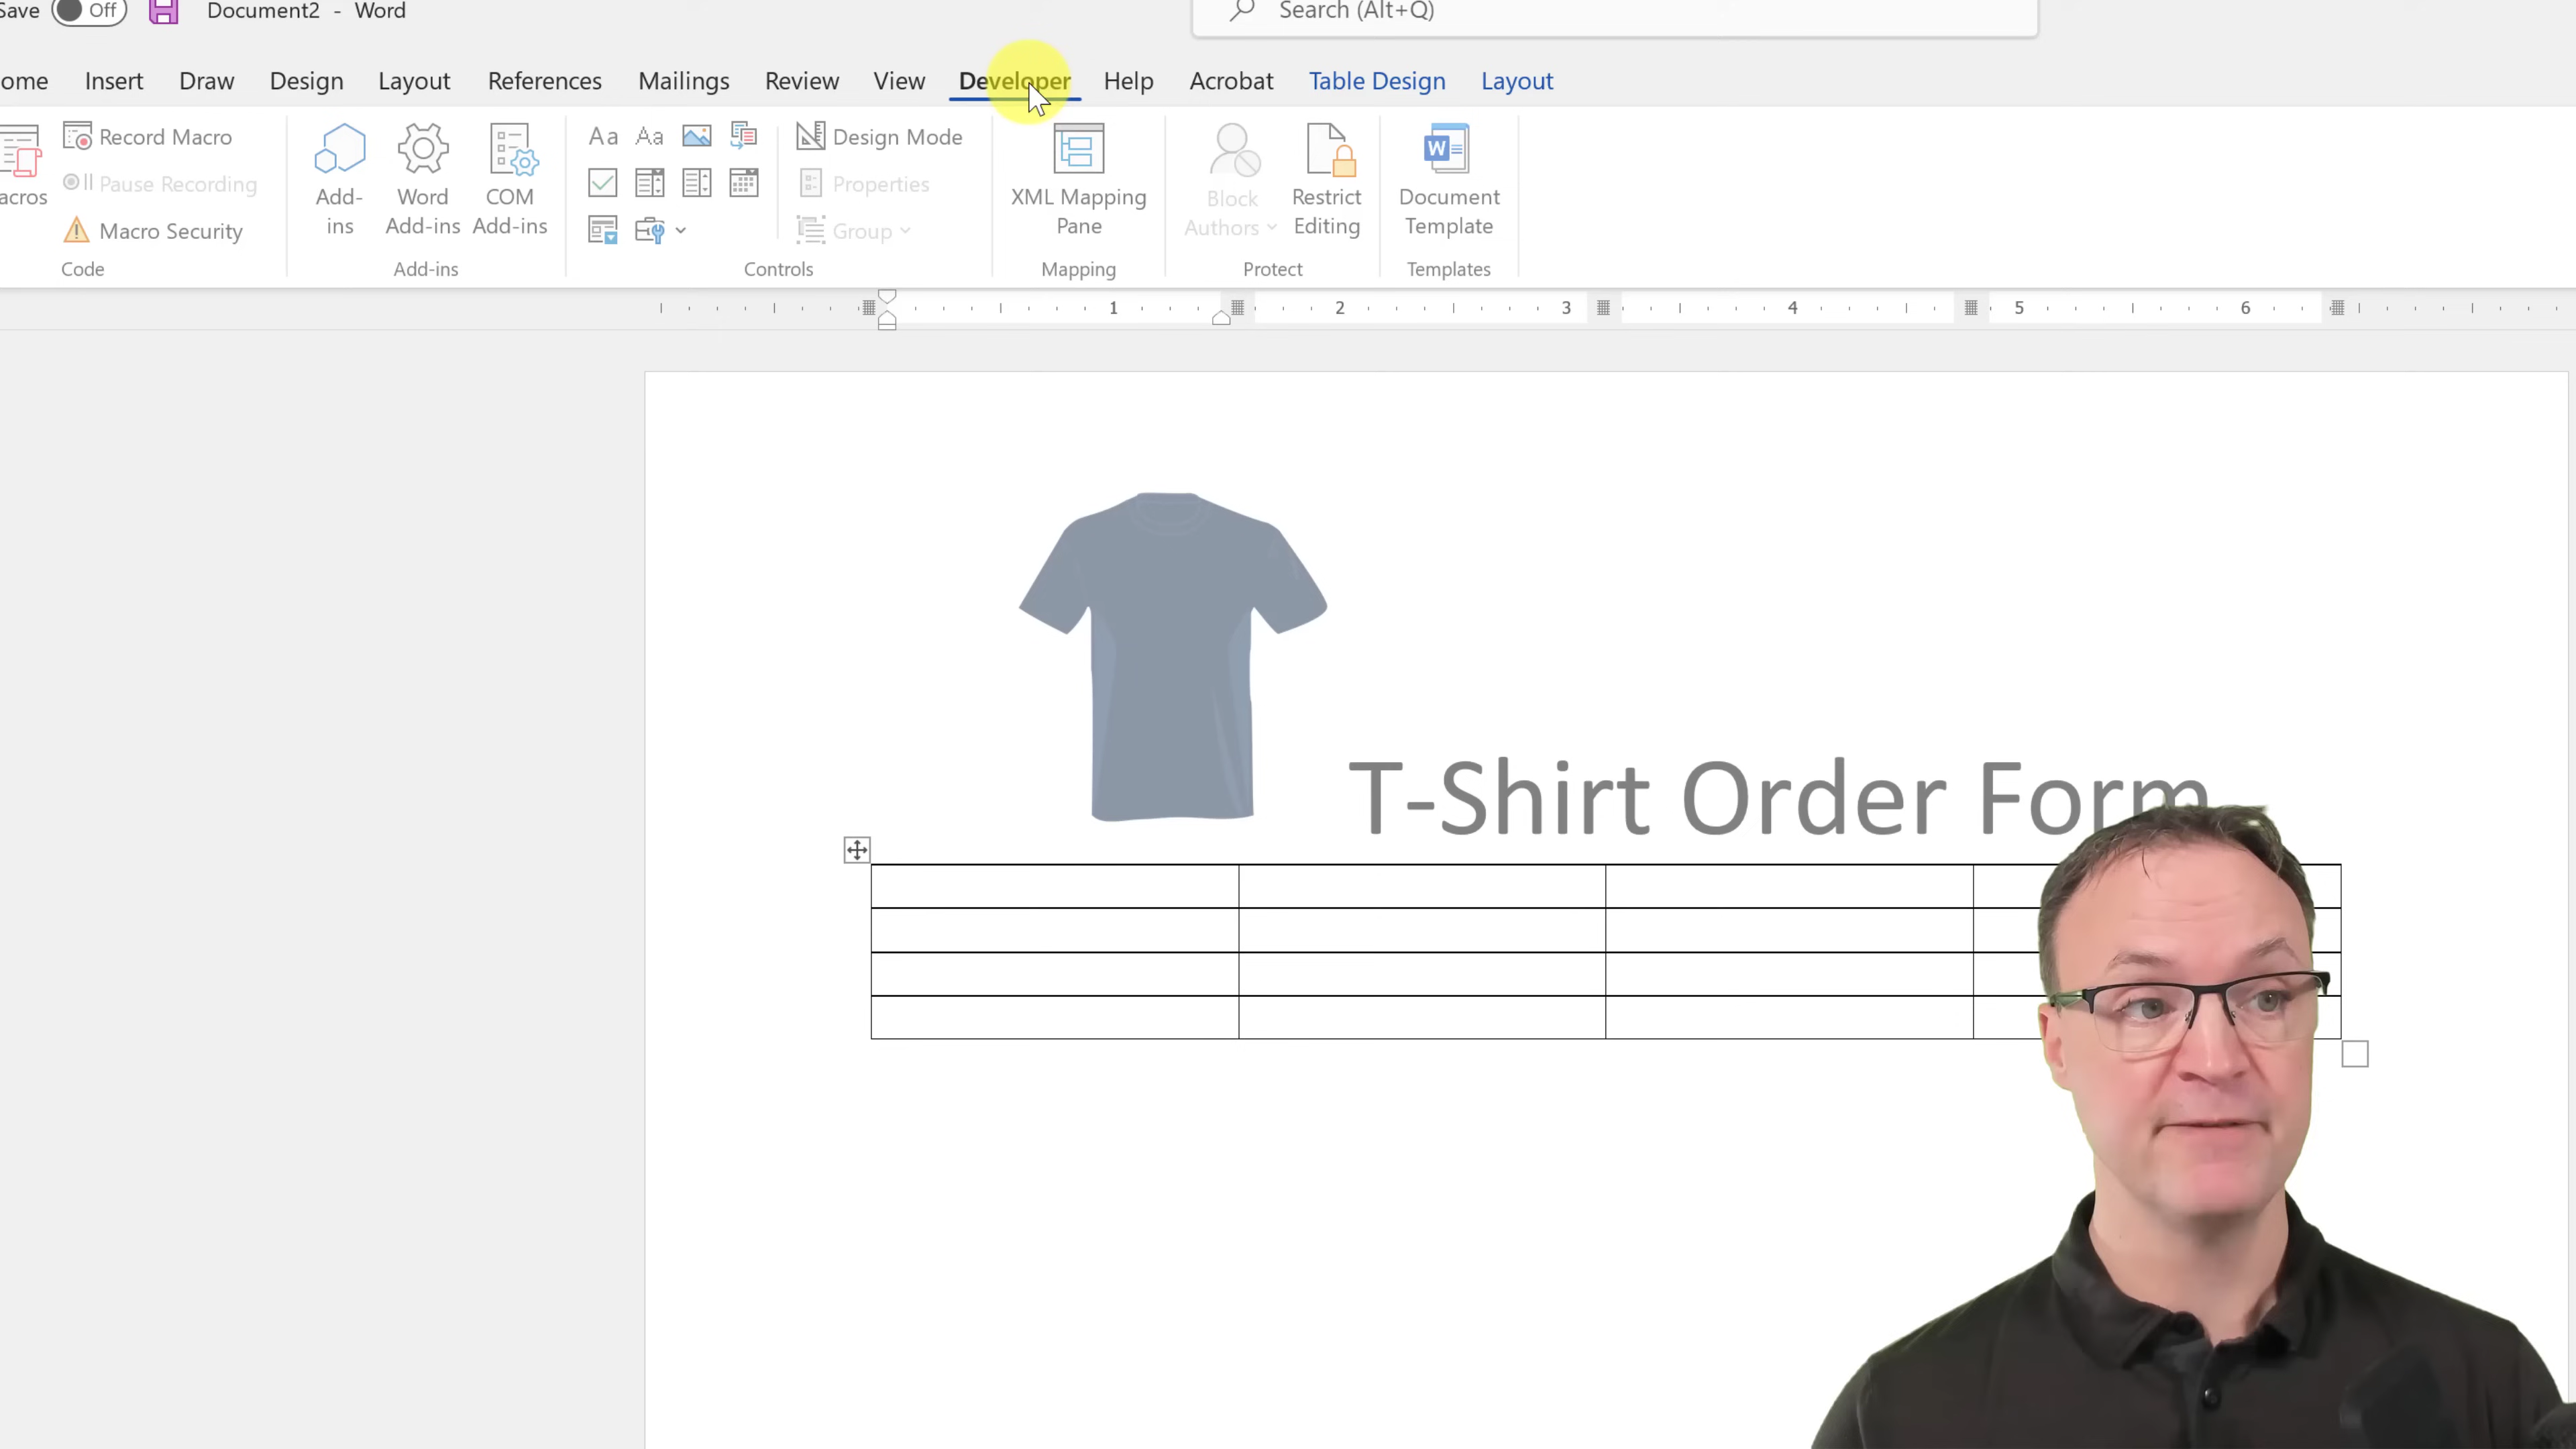 Save Off Document2 - Word Search (Alt+Q)
ome Insert Draw Design Layout References Mailings Review View Developer Help Acrobat Table Design Layout
acros
Record Macro
Pause Recording
Macro Security
Code
Add-
ins
Word
Add-ins
COM
Add-ins
Add-ins
Aa Aa
Design Mode
Properties
Group
Controls
XML Mapping
Pane
Mapping
Block
Authors
Restrict
Editing
Protect
Document
Template
Templates
1 2 3 4 5 6
T-Shirt Order Form